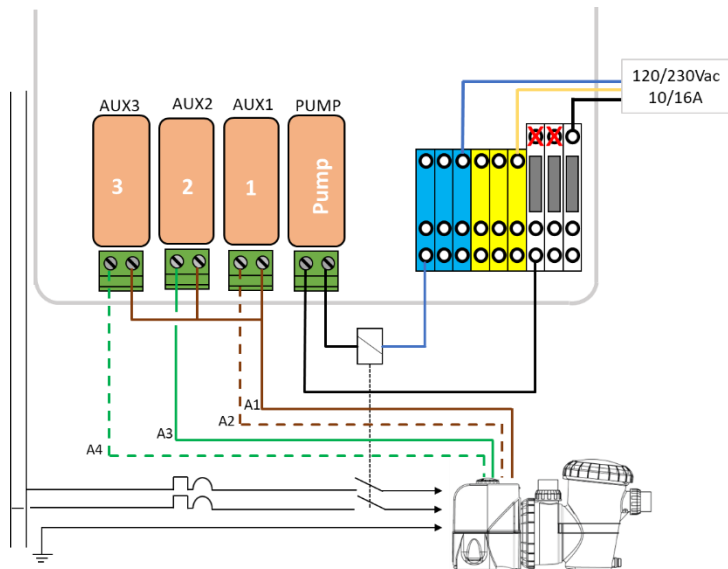 120/230Vac
10/16A
AUX3 AUX2 AUX1 PUMP
3 2 1 Pump
A1
A2
A3
A4